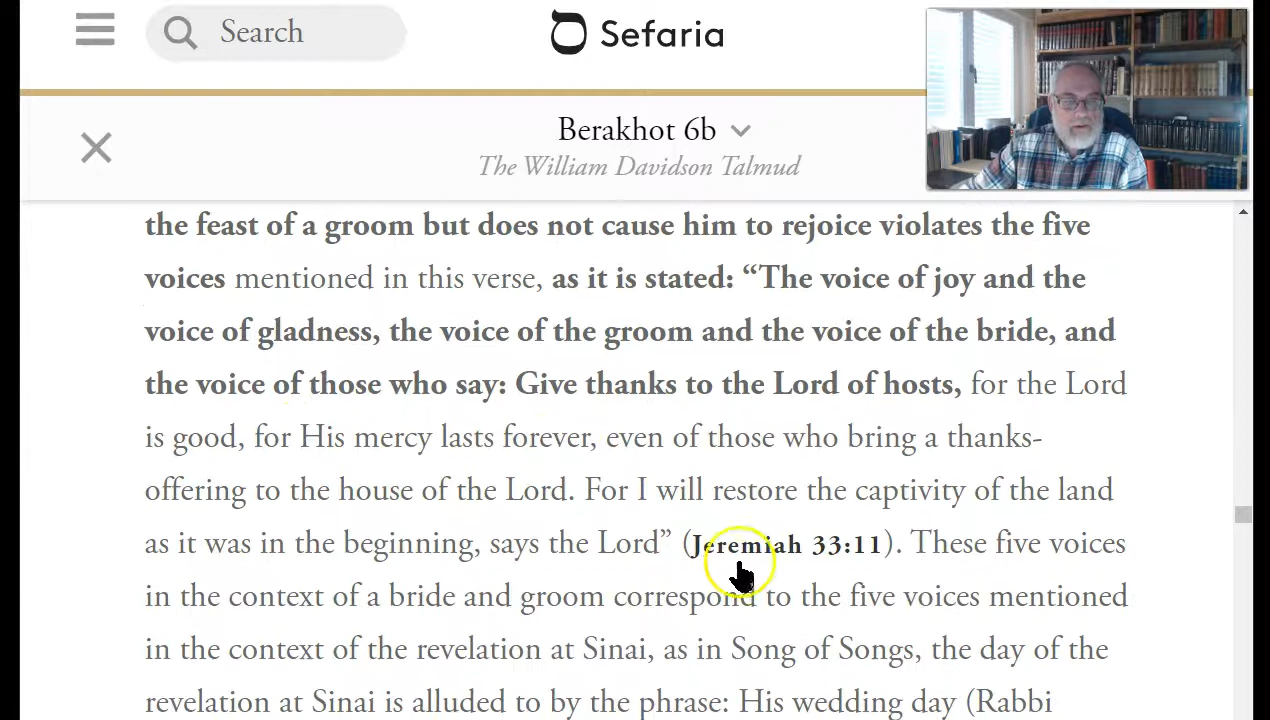 Search
Sefaria
Berakhot 6b
The William Davidson Talmud
the feast of a groom but does not cause him to rejoice violates the five
voices mentioned in this verse, as it is stated: “The voice of joy and the
voice of gladness, the voice of the groom and the voice of the bride, and
the voice of those who say: Give thanks to the Lord of hosts, for the Lord
is good, for His mercy lasts forever, even of those who bring a thanks-
offering to the house of the Lord. For I will restore the captivity of the land
as it was in the beginning, says the Lord” (Jeremiah 33:11). These five voices
in the context of a bride and groom correspond to the five voices mentioned
in the context of the revelation at Sinai, as in Song of Songs, the day of the
revelation at Sinai is alluded to by the phrase: His wedding day (Rabbi